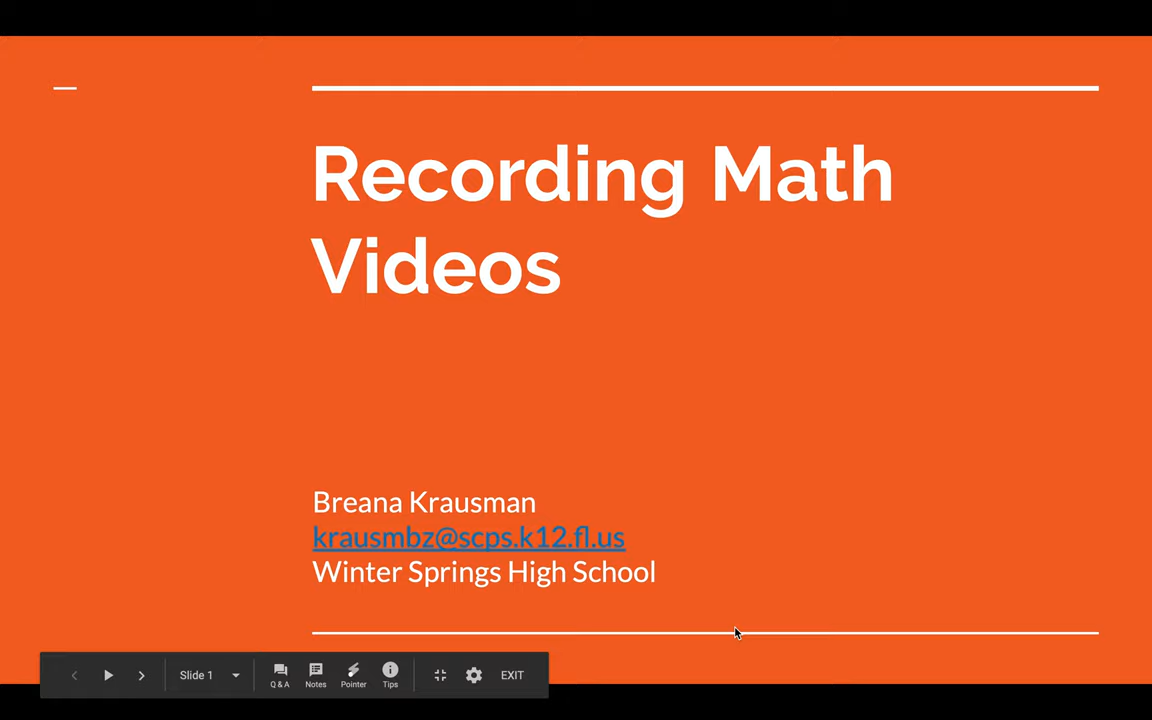 Recording Math
Videos
Breana Krausman
krausmbz@scps.k12.fl.us
Winter Springs High School
Slide 1
Q & A
Notes
Pointer
Tips
EXIT